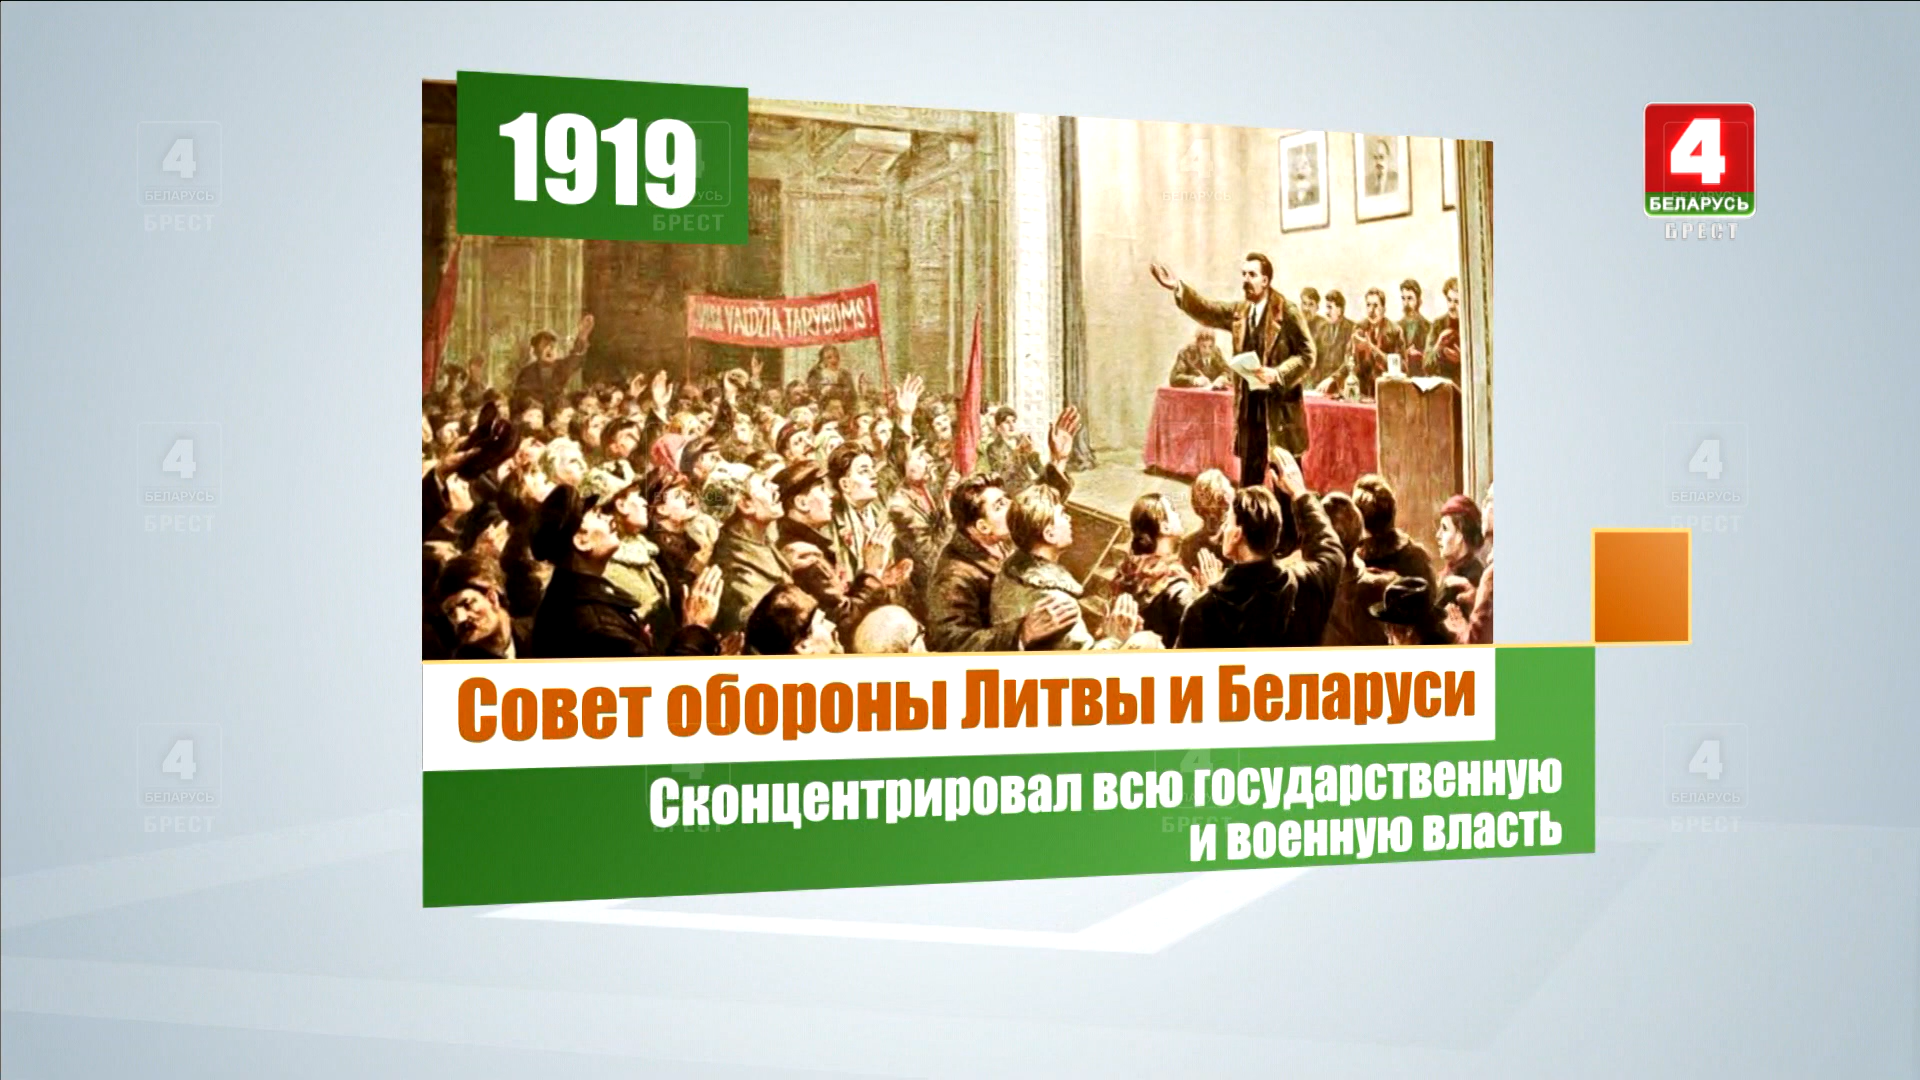 1919
4
БЕЛАРУСЬ
БРЕСТ
VALDŽIA TARYBOMS!
Совет обороны Литвы и Беларуси
Сконцентрировал всю государственную
и военную власть